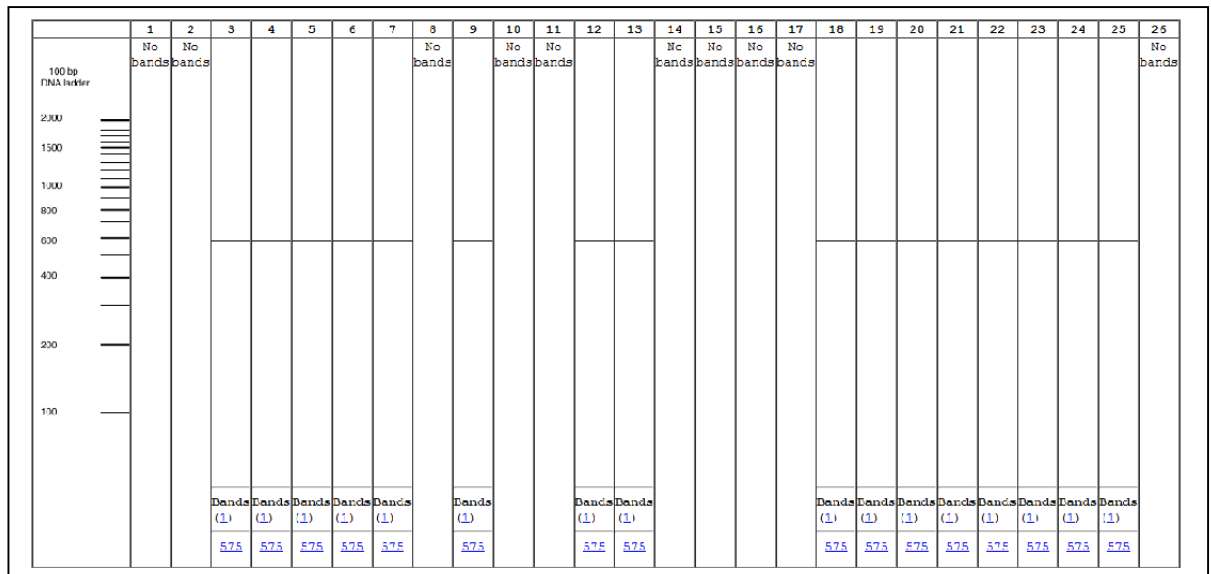 1 2 3 4 5 6 7 8 9 10 11 12 13 14 15 16 17 18 19 20 21 22 23 24 25 26
No No No No No No No No No No
bands bands bands bands bands bands bands bands bands bands
100 bp
DNA ladder
2000
1500
1000
800
600
400
200
100
Bands Bands Bands Bands Bands Bands Bands Bands Bands Bands Bands Bands Bands Bands Bands Bands
(1) (1) (1) (1) (1) (1) (1) (1) (1) (1) (1) (1) (1) (1) (1) (1)
575 575 575 575 575 575 575 575 575 575 575 575 575 575 575 575